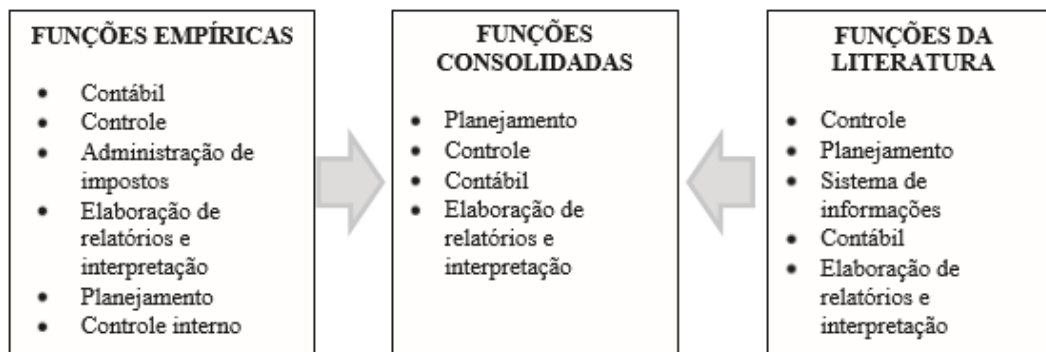 FUNÇÕES EMPÍRICAS
• Contábil
• Controle
• Administração de
impostos
• Elaboração de
relatórios e
interpretação
• Planejamento
• Controle interno
FUNÇÕES
CONSOLIDADAS
• Planejamento
• Controle
• Contábil
• Elaboração de
relatórios e
interpretação
FUNÇÕES DA
LITERATURA
• Controle
• Planejamento
• Sistema de
informações
• Contábil
• Elaboração de
relatórios e
interpretação